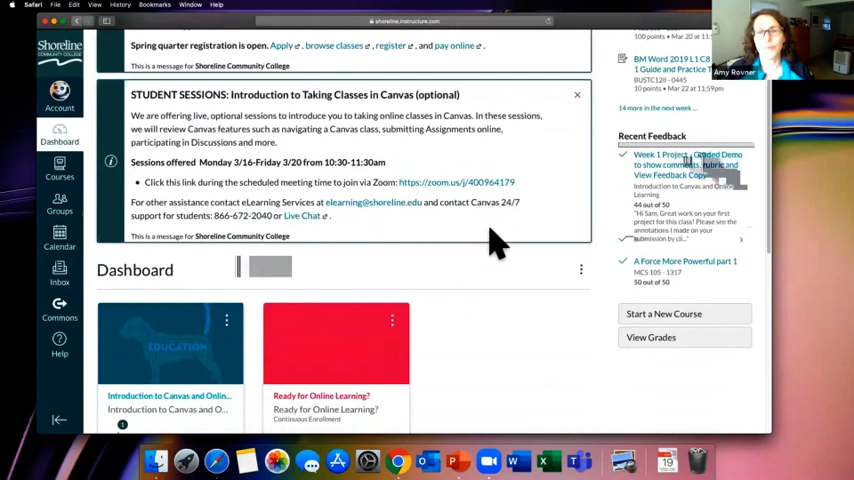 Safari File Edit View History Bookmarks Window Help
shoreline.instructure.com
Shoreline
COMMUNITY COLLEGE
Account
Dashboard
Courses
Groups
Calendar
Inbox
Commons
Help
Spring quarter registration is open. Apply, browse classes, register, and pay online.
This is a message for Shoreline Community College
STUDENT SESSIONS: Introduction to Taking Classes in Canvas (optional)
We are offering live, optional sessions to introduce you to taking online classes in Canvas. In these sessions,
we will review Canvas features such as navigating a Canvas class, submitting Assignments online,
participating in Discussions and more.
Sessions offered Monday 3/16-Friday 3/20 from 10:30-11:30am
• Click this link during the scheduled meeting time to join via Zoom: https://zoom.us/j/400964179
For other assistance contact eLearning Services at elearning@shoreline.edu and contact Canvas 24/7
support for students: 866-672-2040 or Live Chat.
This is a message for Shoreline Community College
Dashboard
EDUCATION
Introduction to Canvas and Onlin...
Introduction to Canvas and O...
1
Ready for Online Learning?
Ready for Online Learning?
Continuous Enrollment
100 points • Mar 20 at 11:5
BM Word 2019 L1 C8
1 Guide and Practice T
BUSTC128 - 0445
10 points • Mar 22 at 11:59pm
14 more in the next week ...
Recent Feedback
Week 1 Project - Graded Demo
to show comments, rubric and
View Feedback Copy
Introduction to Canvas and Online
Learning
44 out of 50
"Hi Sam, Great work on your first
project for this class! Please see the
annotations I made on your
submission by cli..."
A Force More Powerful part 1
MCS 105 - 1317
50 out of 50
Start a New Course
View Grades
Amy Rovner
19